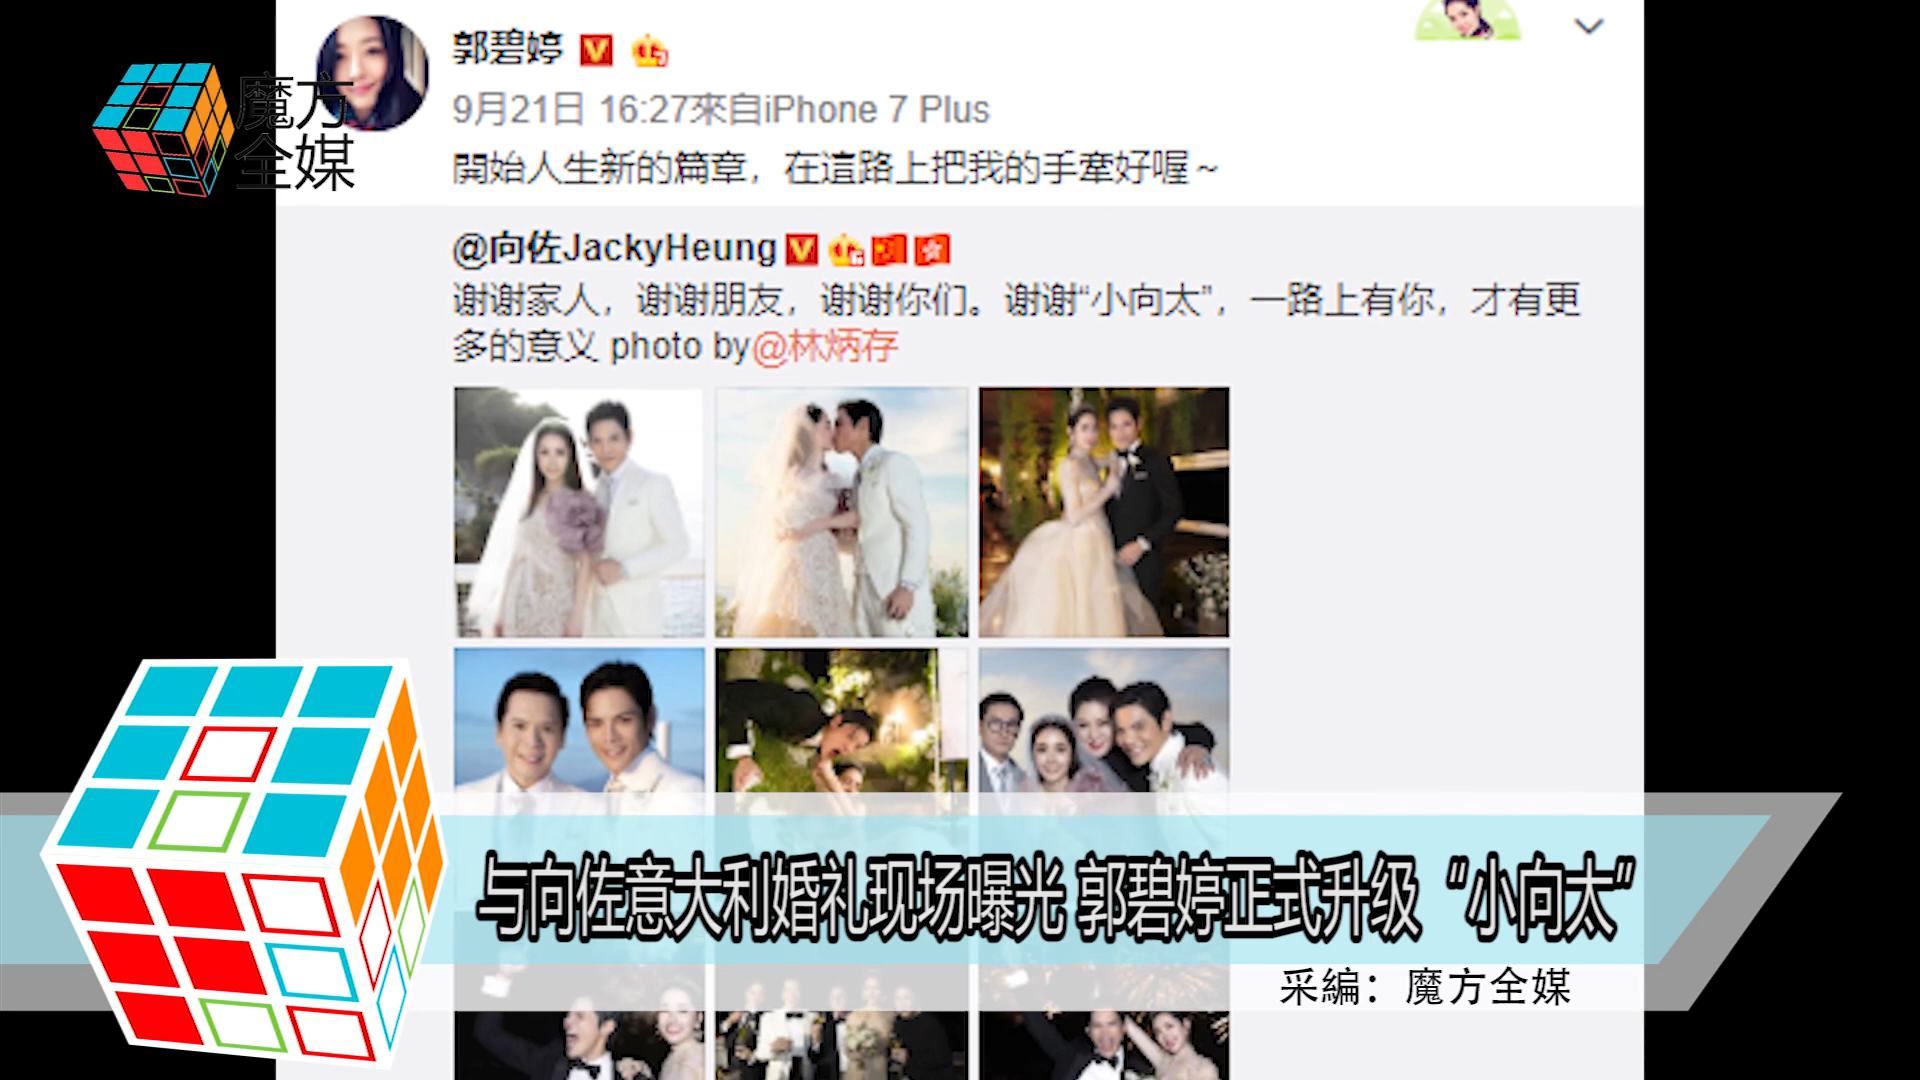 郭碧婷
9月21日 16:27來自iPhone 7 Plus
開始人生新的篇章，在這路上把我的手牽好喔~
魔方
全媒
@向佐JackyHeung
谢谢家人，谢谢朋友，谢谢你们。谢谢“小向太”，一路上有你，才有更
多的意义 photo by@林炳存
与向佐意大利婚礼现场曝光 郭碧婷正式升级“小向太”
采編：魔方全媒